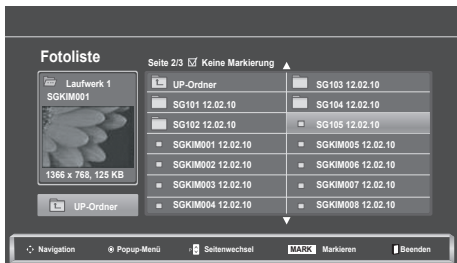 Fotoliste
Seite 2/3 ☑ Keine Markierung
Laufwerk 1
SGKIM001
1366 x 768, 125 KB
UP-Ordner
UP-Ordner
SG101 12.02.10
SG102 12.02.10
SGKIM001 12.02.10
SGKIM002 12.02.10
SGKIM003 12.02.10
SGKIM004 12.02.10
SG103 12.02.10
SG104 12.02.10
SG105 12.02.10
SGKIM005 12.02.10
SGKIM006 12.02.10
SGKIM007 12.02.10
SGKIM008 12.02.10
Navigation Popup-Menü P Seitenwechsel MARK Markieren Beenden